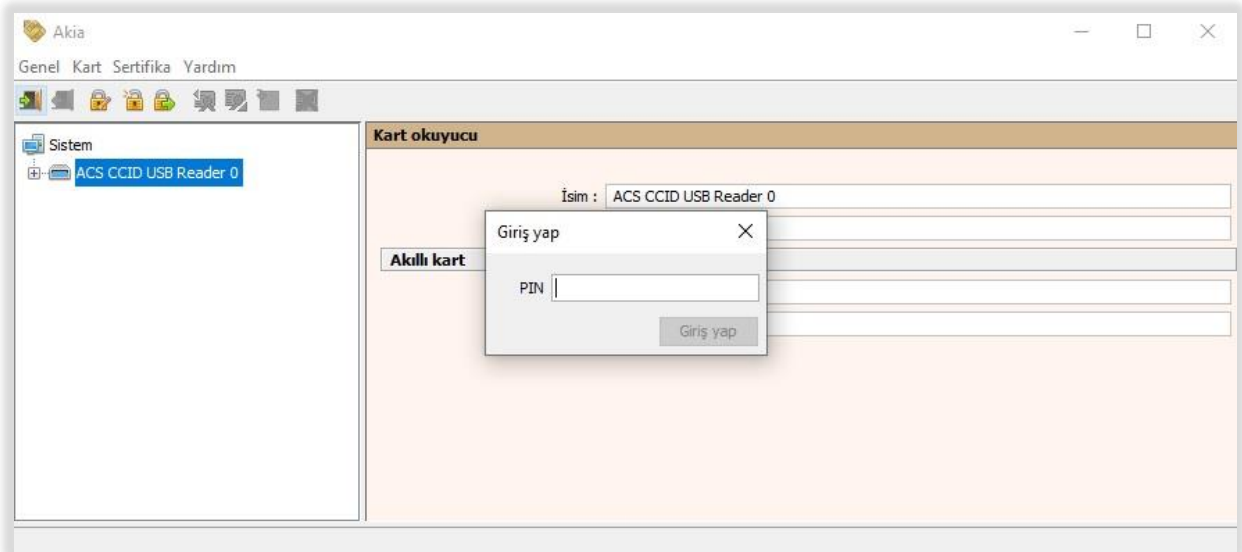 Akia
Genel Kart Sertifika Yardım
Sistem
ACS CCID USB Reader 0
Kart okuyucu
İsim : ACS CCID USB Reader 0
Akıllı kart
Giriş yap
PIN
Giriş yap